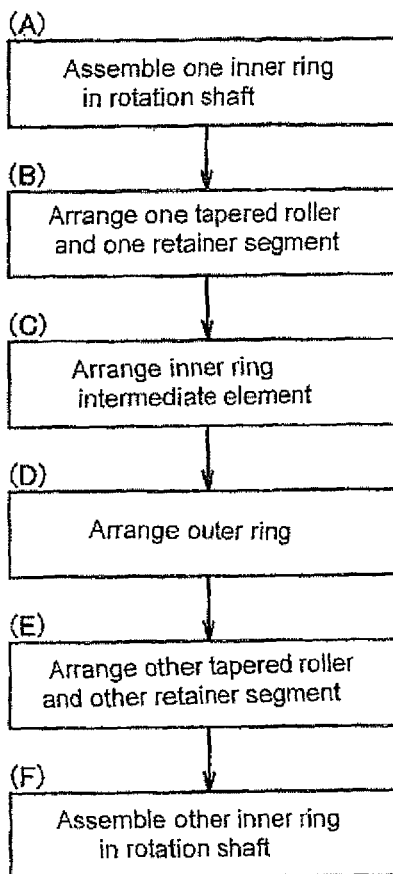 (A)
Assemble one inner ring
in rotation shaft
(B)
Arrange one tapered roller
and one retainer segment
(C)
Arrange inner ring
intermediate element
(D)
Arrange outer ring
(E)
Arrange other tapered roller
and other retainer segment
(F)
Assemble other inner ring
in rotation shaft